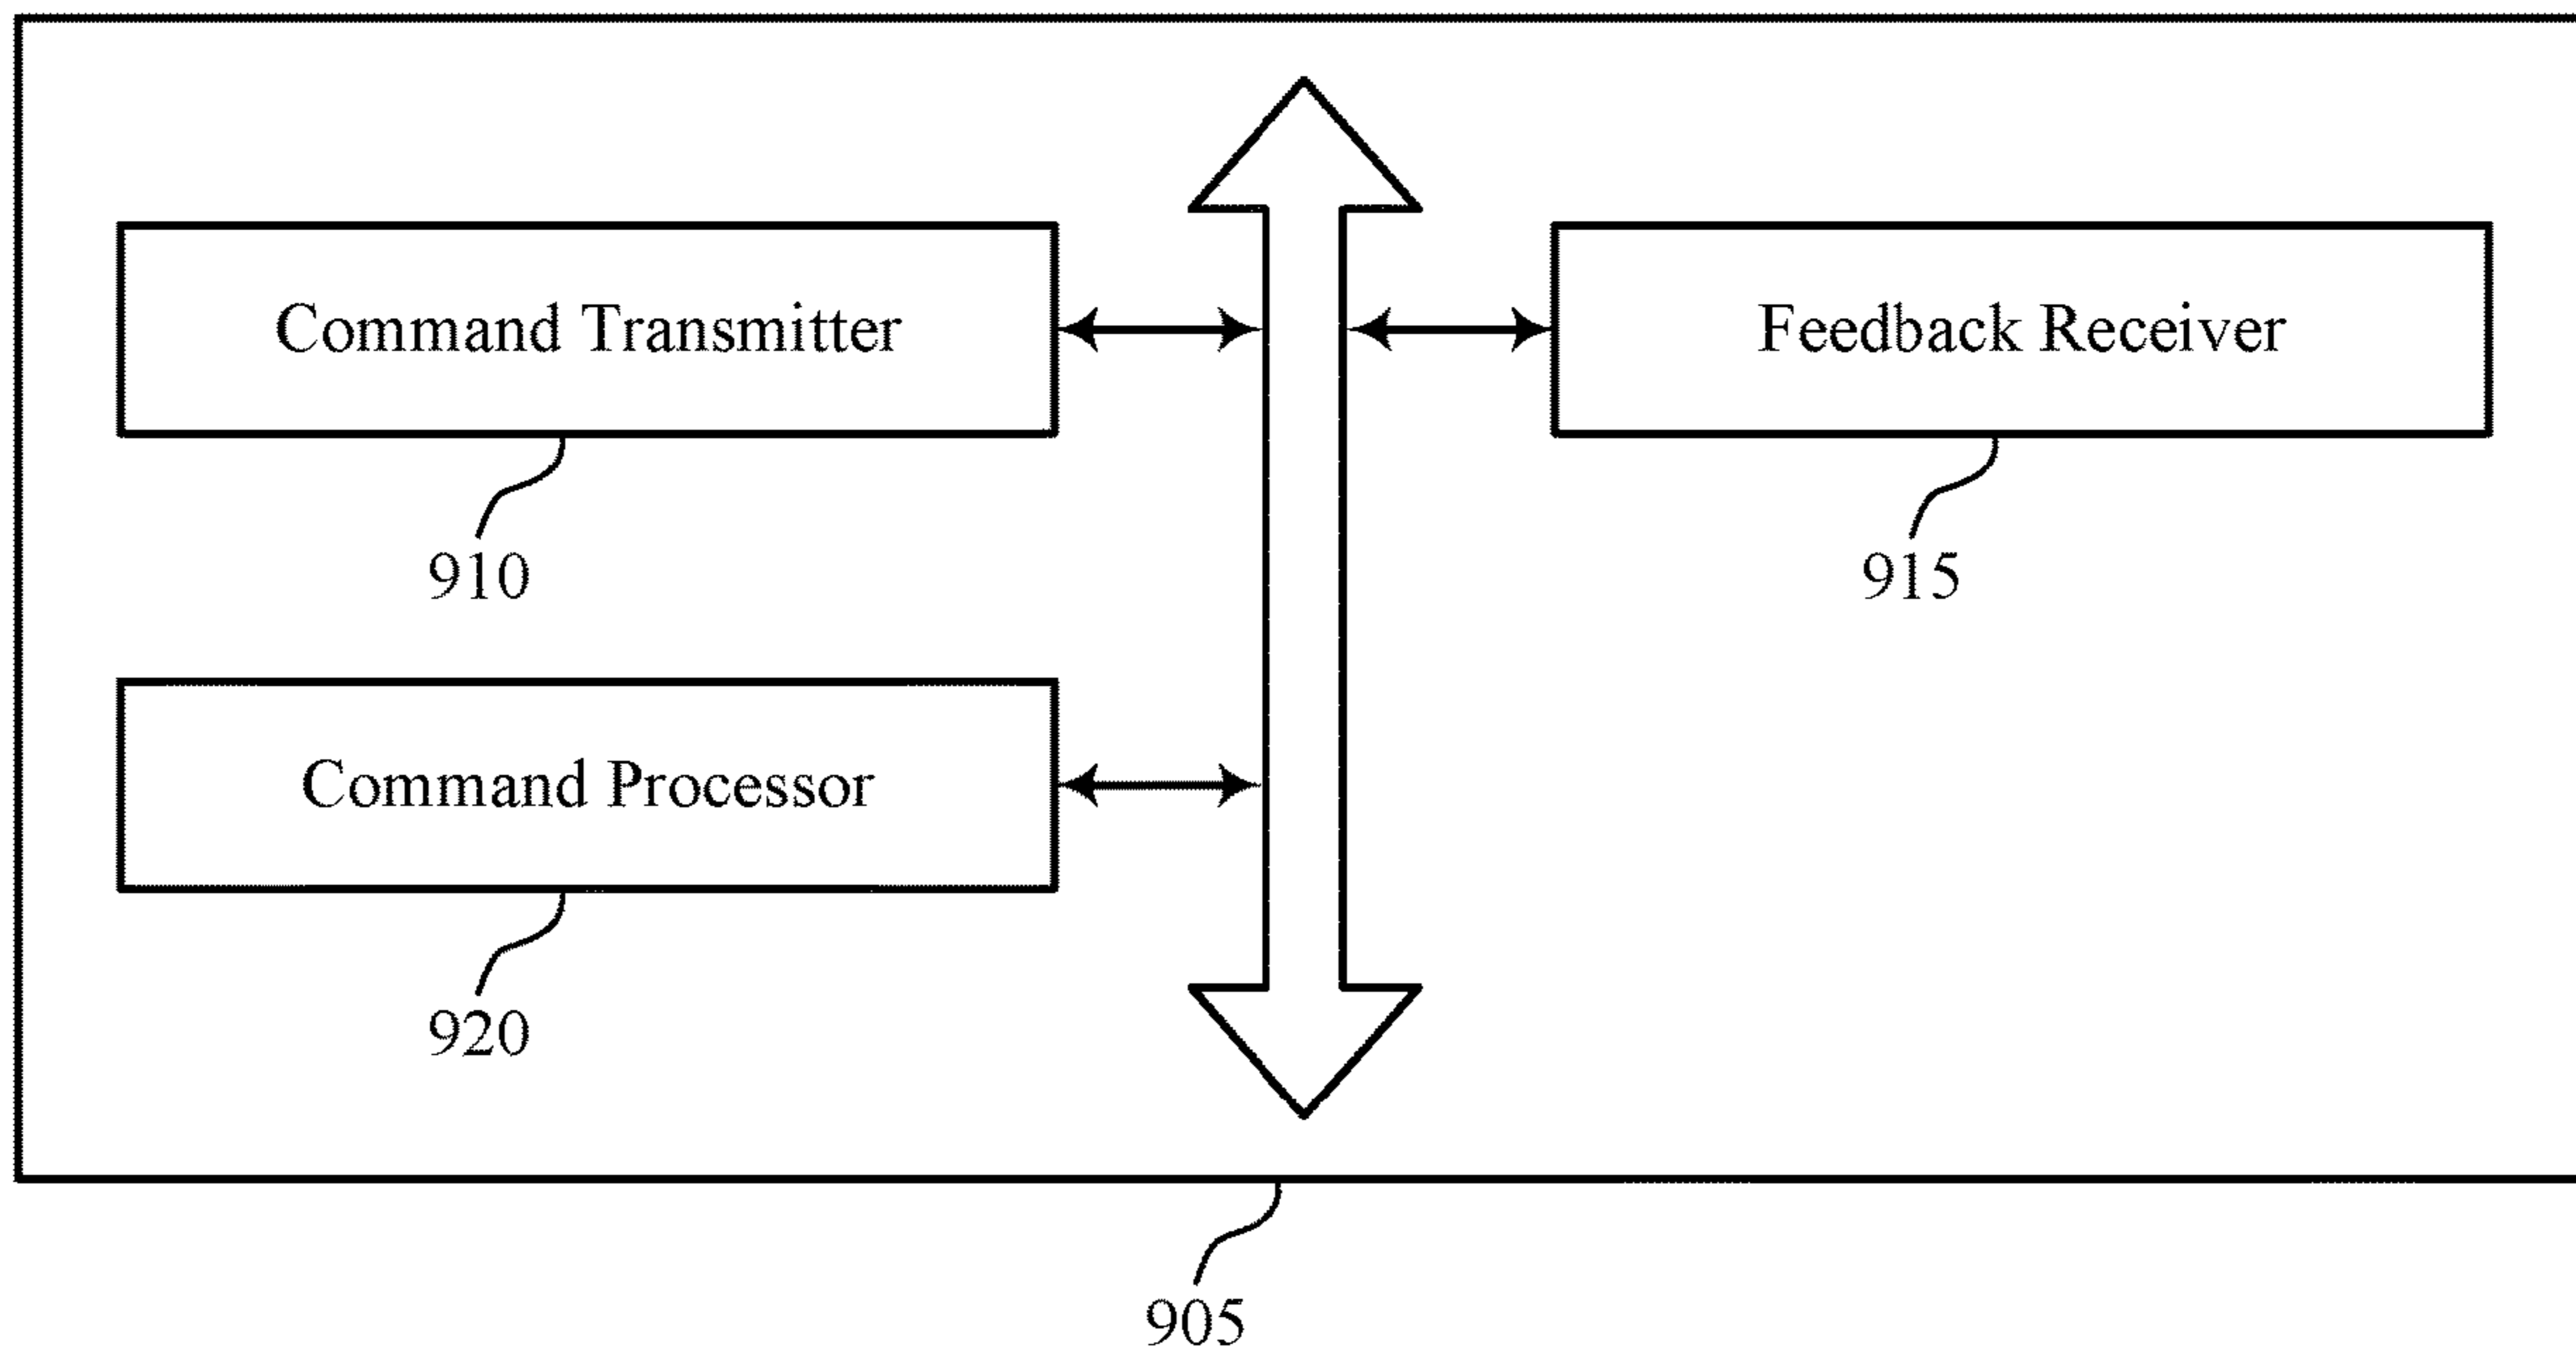 Command Transmitter
Feedback Receiver
910
915
Command Processor
920
905